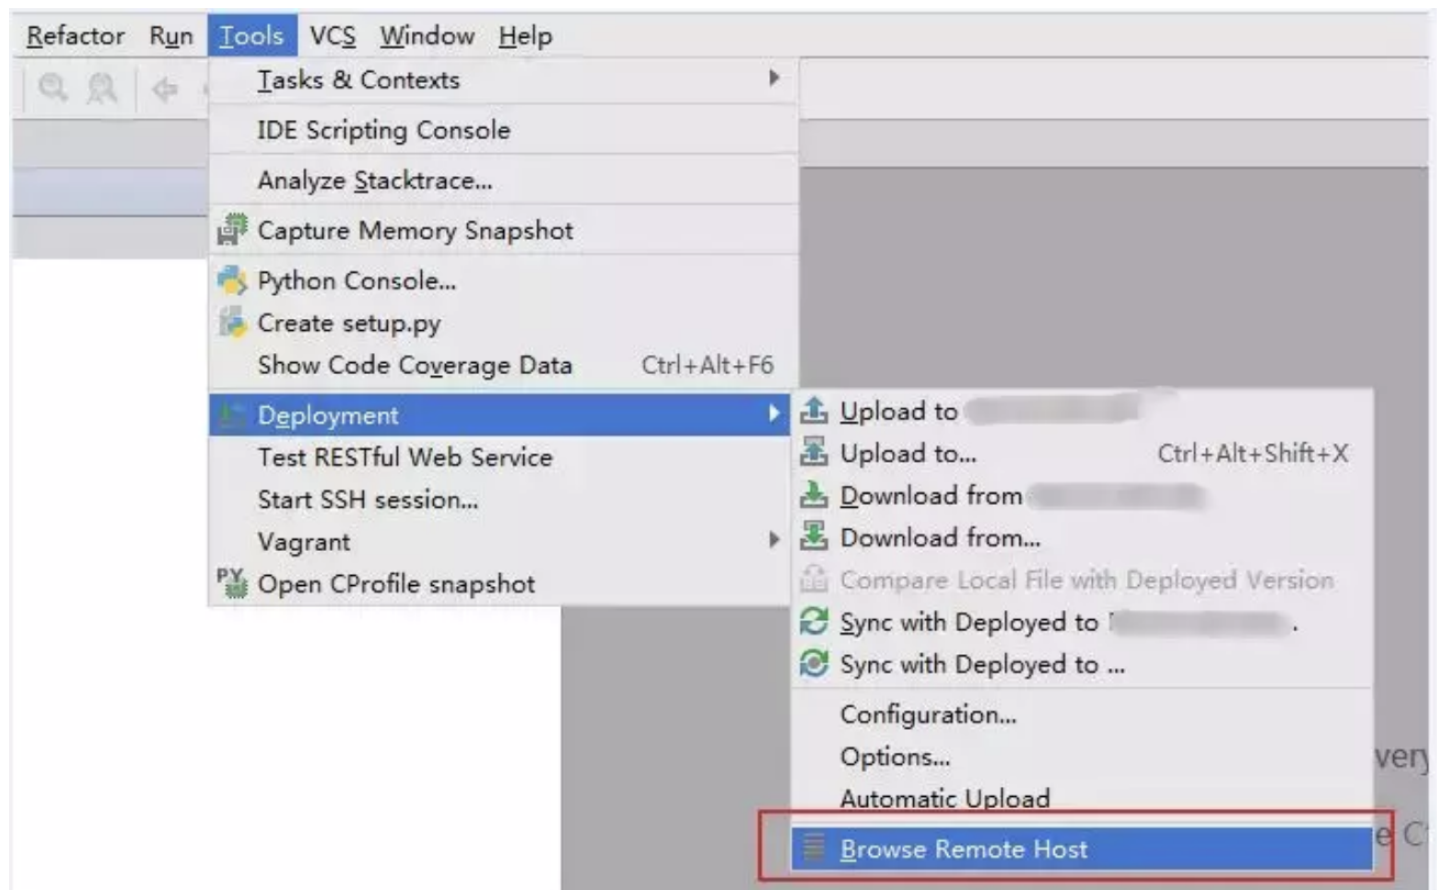 Refactor Run Tools VCS Window Help
Tasks & Contexts
IDE Scripting Console
Analyze Stacktrace...
Capture Memory Snapshot
Python Console...
Create setup.py
Show Code Coverage Data Ctrl+Alt+F6
Deployment
Test RESTful Web Service
Start SSH session...
Vagrant
Open CProfile snapshot
Upload to
Upload to... Ctrl+Alt+Shift+X
Download from
Download from...
Compare Local File with Deployed Version
Sync with Deployed to .
Sync with Deployed to ...
Configuration...
Options...
very
Automatic Upload
e C
Browse Remote Host